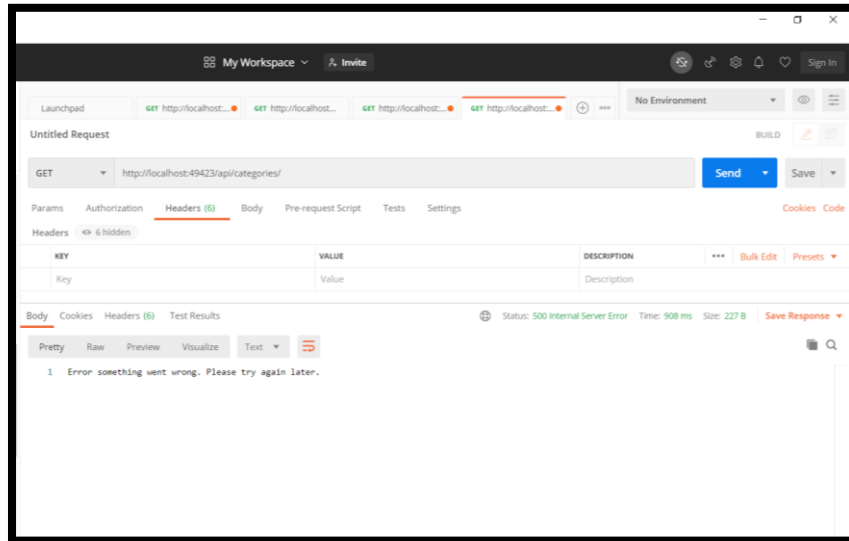 My Workspace Invite Sign In
Launchpad GET http://localhost:... GET http://localhost... GET http://localhost:... GET http://localhost:... No Environment
Untitled Request BUILD
GET http://localhost:49423/api/categories/ Send Save
Params Authorization Headers (6) Body Pre-request Script Tests Settings Cookies Code
Headers 6 hidden
KEY VALUE DESCRIPTION Bulk Edit Presets
Key Value Description
Body Cookies Headers (6) Test Results Status: 500 Internal Server Error Time: 908 ms Size: 227 B Save Response
Pretty Raw Preview Visualize Text
1 Error something went wrong. Please try again later.